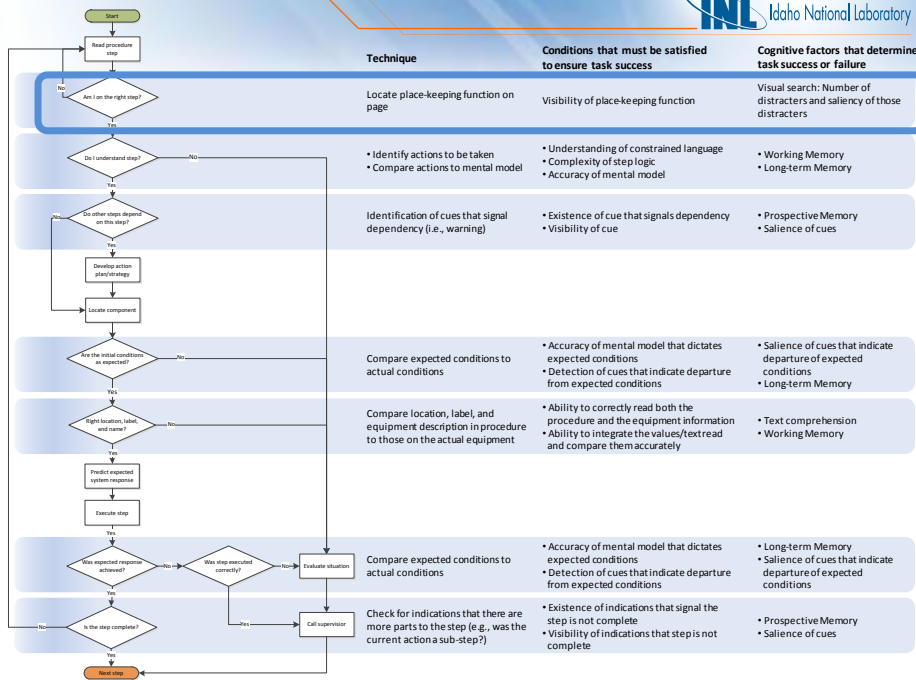 INL Idaho National Laboratory
Start
Read procedure
step
Technique
Conditions that must be satisfied
to ensure task success
Cognitive factors that determine
task success or failure
No
Am I on the right step?
Yes
Locate place-keeping function on
page
Visibility of place-keeping function
Visual search: Number of
distracters and saliency of those
distracters
Do I understand step?
No
Yes
• Identify actions to be taken
• Compare actions to mental model
• Understanding of constrained language
• Complexity of step logic
• Accuracy of mental model
• Working Memory
• Long-term Memory
No
Do other steps depend
on this step?
Yes
Identification of cues that signal
dependency (i.e., warning)
• Existence of cue that signals dependency
• Visibility of cue
• Prospective Memory
• Salience of cues
Develop action
plan/strategy
Locate component
Are the initial conditions
as expected?
No
Yes
Compare expected conditions to
actual conditions
• Accuracy of mental model that dictates
expected conditions
• Detection of cues that indicate departure
from expected conditions
• Salience of cues that indicate
departure of expected
conditions
• Long-term Memory
Right location, label,
and name?
No
Yes
Compare location, label, and
equipment description in procedure
to those on the actual equipment
• Ability to correctly read both the
procedure and the equipment information
• Ability to integrate the values/text read
and compare them accurately
• Text comprehension
• Working Memory
Predict expected
system response
Execute step
Yes
Was expected response
achieved?
No
Was step executed
correctly?
No
Evaluate situation
Yes
Yes
Compare expected conditions to
actual conditions
• Accuracy of mental model that dictates
expected conditions
• Detection of cues that indicate departure
from expected conditions
• Long-term Memory
• Salience of cues that indicate
departure of expected
conditions
No
Is the step complete?
Yes
Call supervisior
Check for indications that there are
more parts to the step (e.g., was the
current action a sub-step?)
• Existence of indications that signal the
step is not complete
• Visibility of indications that step is not
complete
• Prospective Memory
• Salience of cues
Next step